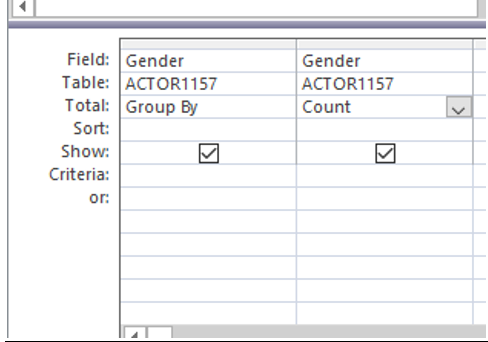 Field: Gender Gender
Table: ACTOR1157 ACTOR1157
Total: Group By Count
Sort:
Show:
Criteria:
or: